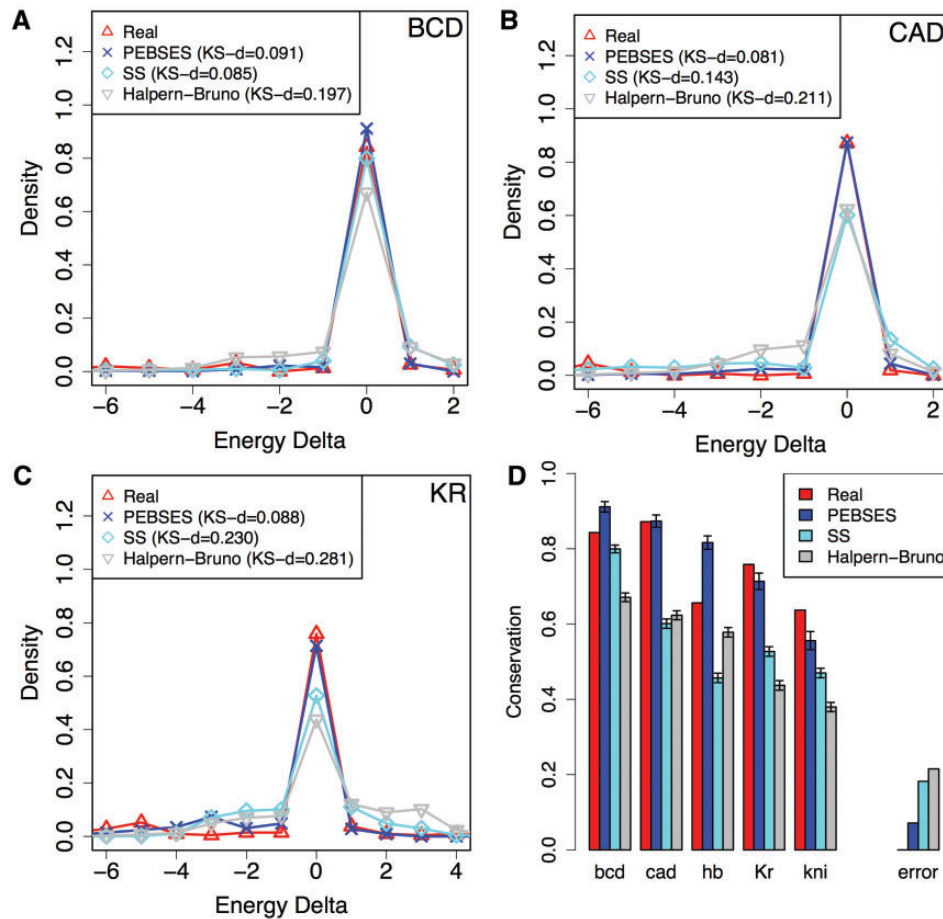 A
BCD
Real
PEBSES (KS-d=0.091)
SS (KS-d=0.085)
Halpern-Bruno (KS-d=0.197)
Density
0.0 0.2 0.4 0.6 0.8 1.0 1.2
-6 -4 -2 0 2
Energy Delta
B
CAD
Real
PEBSES (KS-d=0.081)
SS (KS-d=0.143)
Halpern-Bruno (KS-d=0.211)
Density
0.0 0.2 0.4 0.6 0.8 1.0 1.2
-6 -4 -2 0 2
Energy Delta
C
KR
Real
PEBSES (KS-d=0.088)
SS (KS-d=0.230)
Halpern-Bruno (KS-d=0.281)
Density
0.0 0.2 0.4 0.6 0.8 1.0 1.2
-6 -4 -2 0 2 4
Energy Delta
D
Real
PEBSES
SS
Halpern-Bruno
Conservation
0.0 0.2 0.4 0.6 0.8 1.0
bcd cad hb Kr kni error